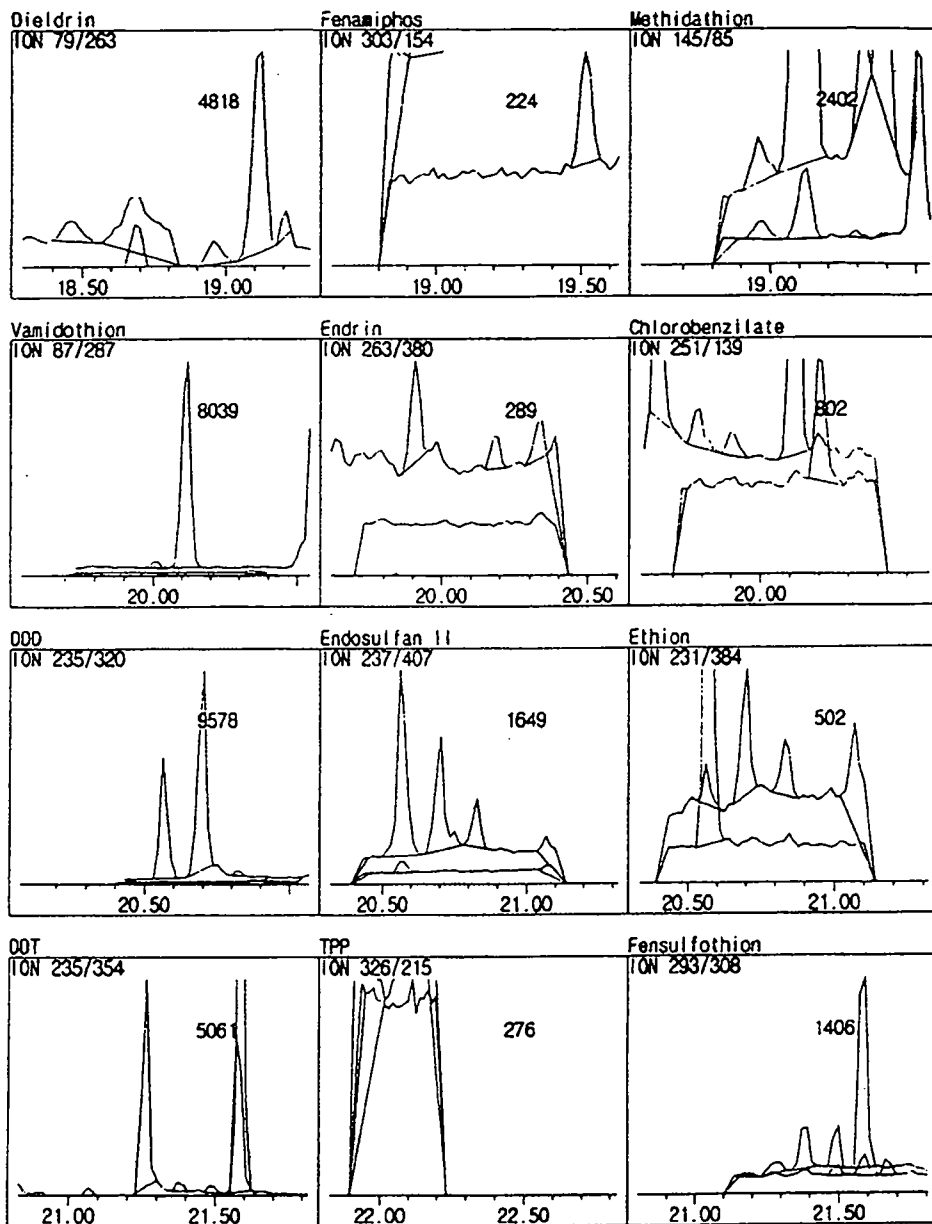 Dieldrin
ION 79/263
4818
18.50 19.00
Fenamiphos
ION 303/154
224
19.00 19.50
Methidathion
ION 145/85
2402
19.00
Vamidothion
ION 87/287
8039
20.00
Endrin
ION 263/380
289
20.00 20.50
Chlorobenzilate
ION 251/139
802
20.00
DDD
ION 235/320
9578
20.50
Endosulfan II
ION 237/407
1649
20.50 21.00
Ethion
ION 231/384
502
20.50 21.00
DDT
ION 235/354
5061
21.00 21.50
TPP
ION 326/215
276
22.00 22.50
Fensulfothion
ION 293/308
1406
21.00 21.50